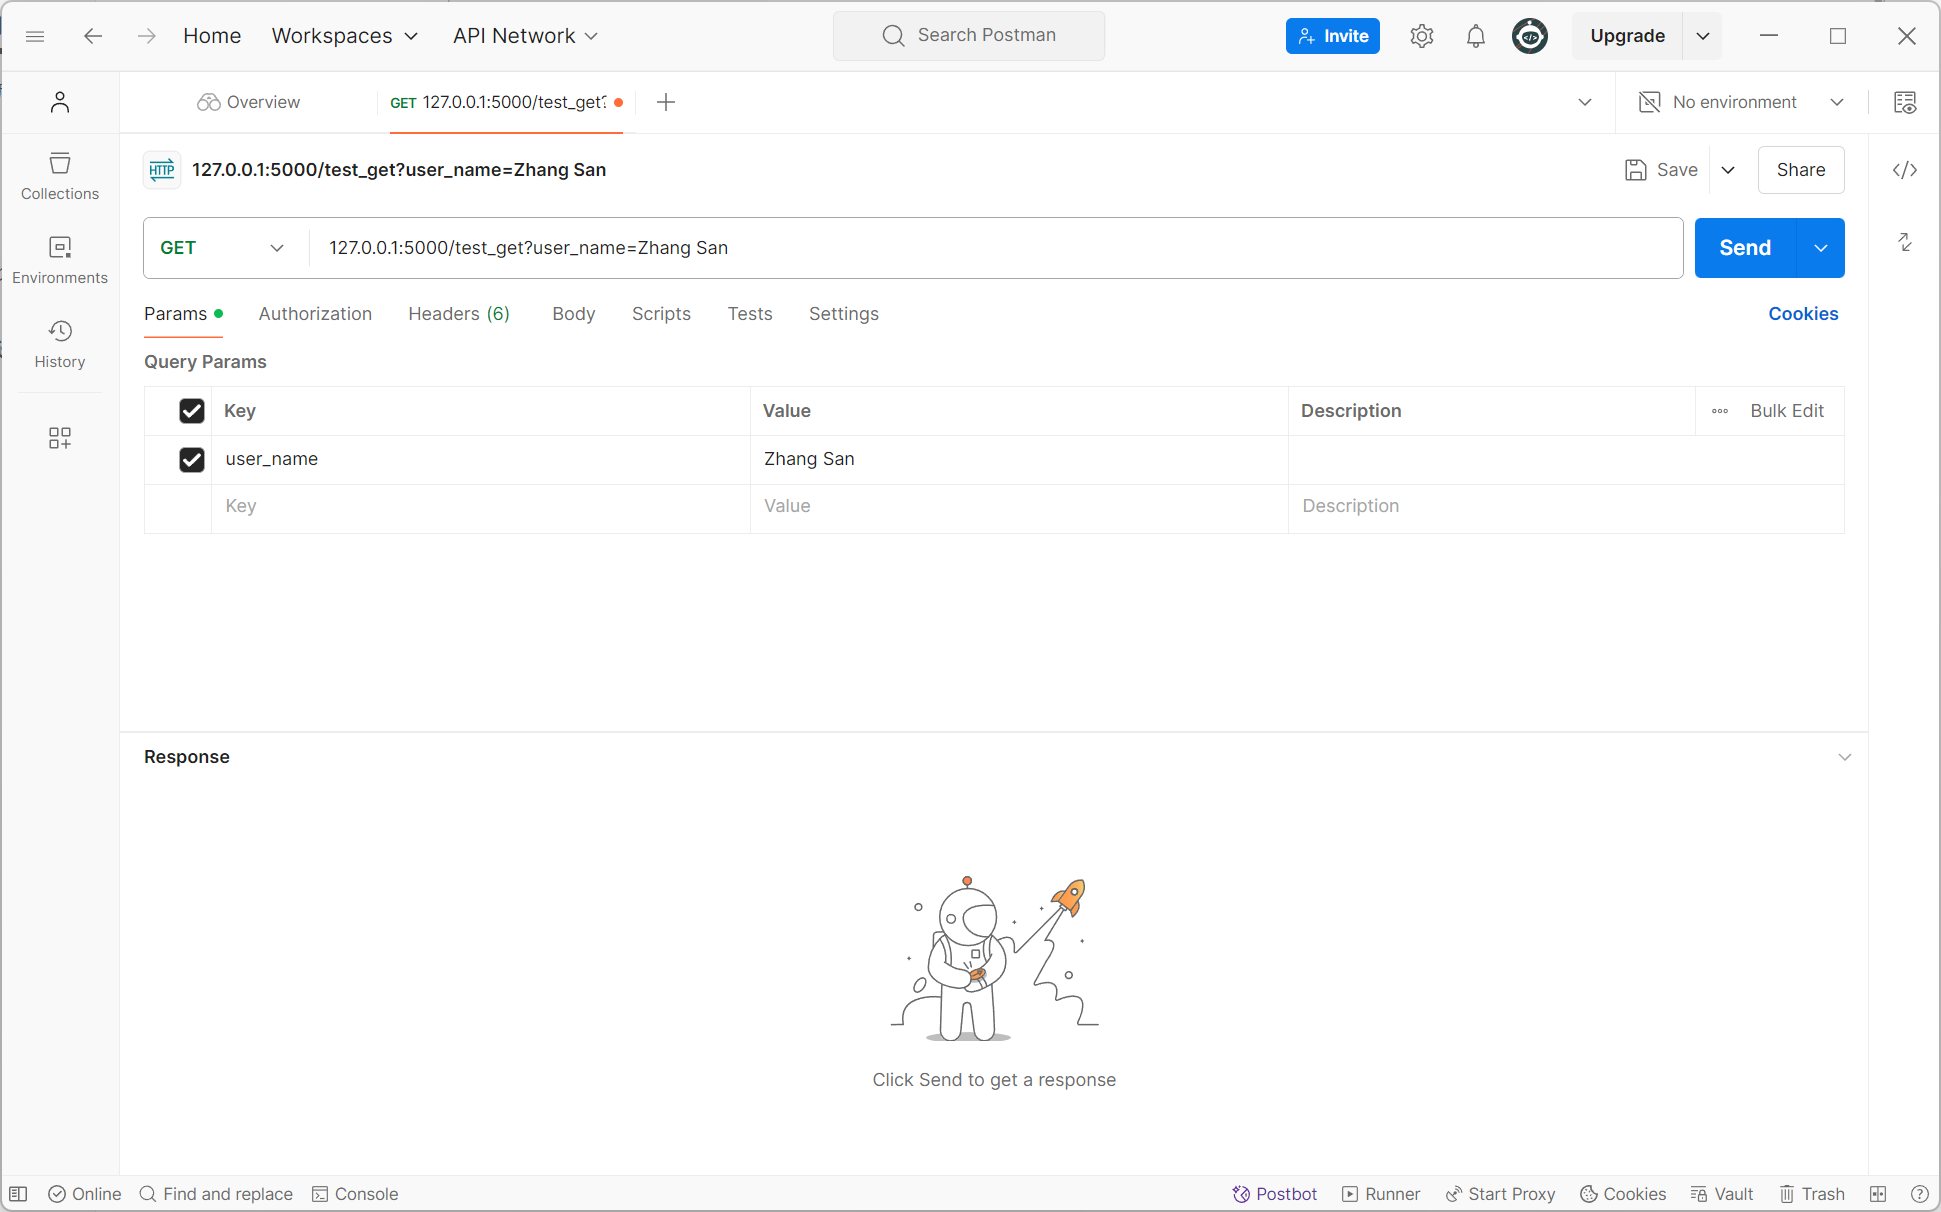 Home Workspaces API Network Search Postman Invite Upgrade
Overview GET 127.0.0.1:5000/test_get? No environment
HTTP 127.0.0.1:5000/test_get?user_name=Zhang San Save Share
Collections
GET 127.0.0.1:5000/test_get?user_name=Zhang San Send
Environments
Params Authorization Headers (6) Body Scripts Tests Settings Cookies
History
Query Params
Key Value Description Bulk Edit
user_name Zhang San
Key Value Description
Response
Click Send to get a response
Online Find and replace Console Postbot Runner Start Proxy Cookies Vault Trash